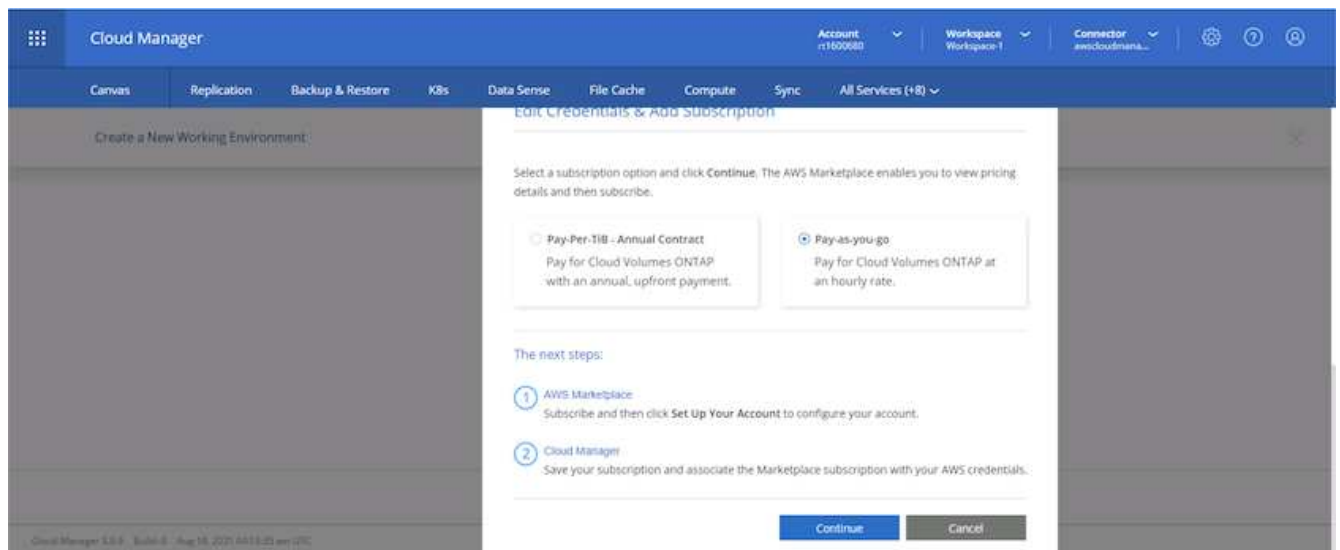 Cloud Manager
Account
rt1600680
Workspace
Workspace-1
Connector
awscloudmana...
Canvas
Replication
Backup & Restore
K8s
Data Sense
File Cache
Compute
Sync
All Services (+8)
Edit Credentials & Add Subscription
Create a New Working Environment
Select a subscription option and click Continue. The AWS Marketplace enables you to view pricing
details and then subscribe.
Pay-Per-TiB - Annual Contract
Pay for Cloud Volumes ONTAP
with an annual, upfront payment.
Pay-as-you-go
Pay for Cloud Volumes ONTAP at
an hourly rate.
The next steps:
1 AWS Marketplace
Subscribe and then click Set Up Your Account to configure your account.
2 Cloud Manager
Save your subscription and associate the Marketplace subscription with your AWS credentials.
Continue
Cancel
Cloud Manager